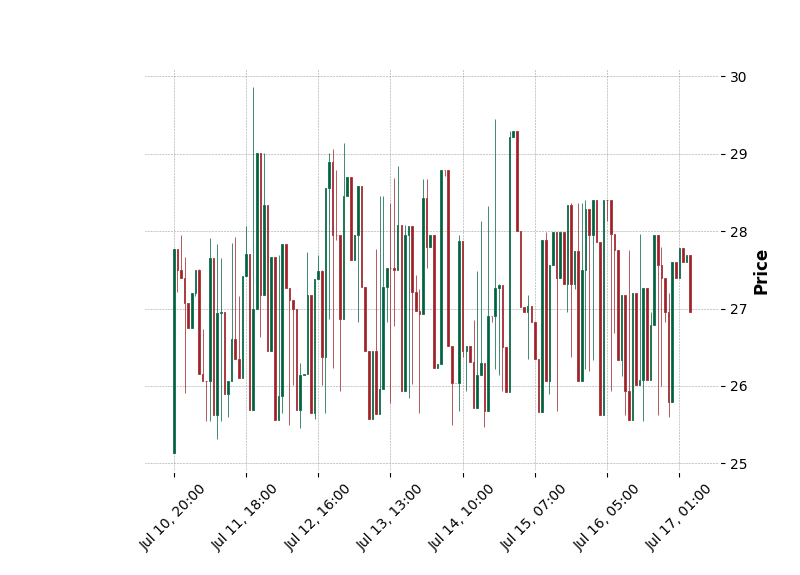 30
29
28
27
26
25
Price
Jul 10, 20:00
Jul 11, 18:00
Jul 12, 16:00
Jul 13, 13:00
Jul 14, 10:00
Jul 15, 07:00
Jul 16, 05:00
Jul 17, 01:00